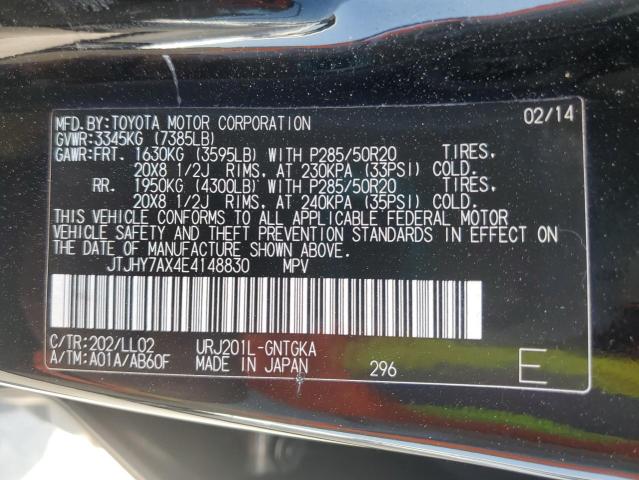 MFD.BY:TOYOTA MOTOR CORPORATION 02/14
GVWR:3345KG (7385LB)
GAWR:FRT. 1630KG (3595LB) WITH P285/50R20 TIRES,
20X8 1/2J RIMS, AT 230KPA (33PSI) COLD.
RR. 1950KG (4300LB) WITH P285/50R20 TIRES,
20X8 1/2J RIMS, AT 240KPA (35PSI) COLD.
THIS VEHICLE CONFORMS TO ALL APPLICABLE FEDERAL MOTOR
VEHICLE SAFETY AND THEFT PREVENTION STANDARDS IN EFFECT ON
THE DATE OF MANUFACTURE SHOWN ABOVE.
JTJHY7AX4E4148830 MPV
C/TR:202/LL02 URJ201L-GNTGKA
A/TM:A01A/AB60F MADE IN JAPAN 296 E